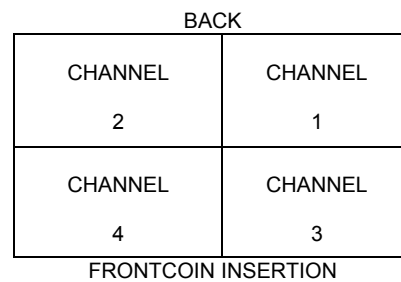 BACK
CHANNEL CHANNEL
2 1
CHANNEL CHANNEL
4 3
FRONTCOIN INSERTION